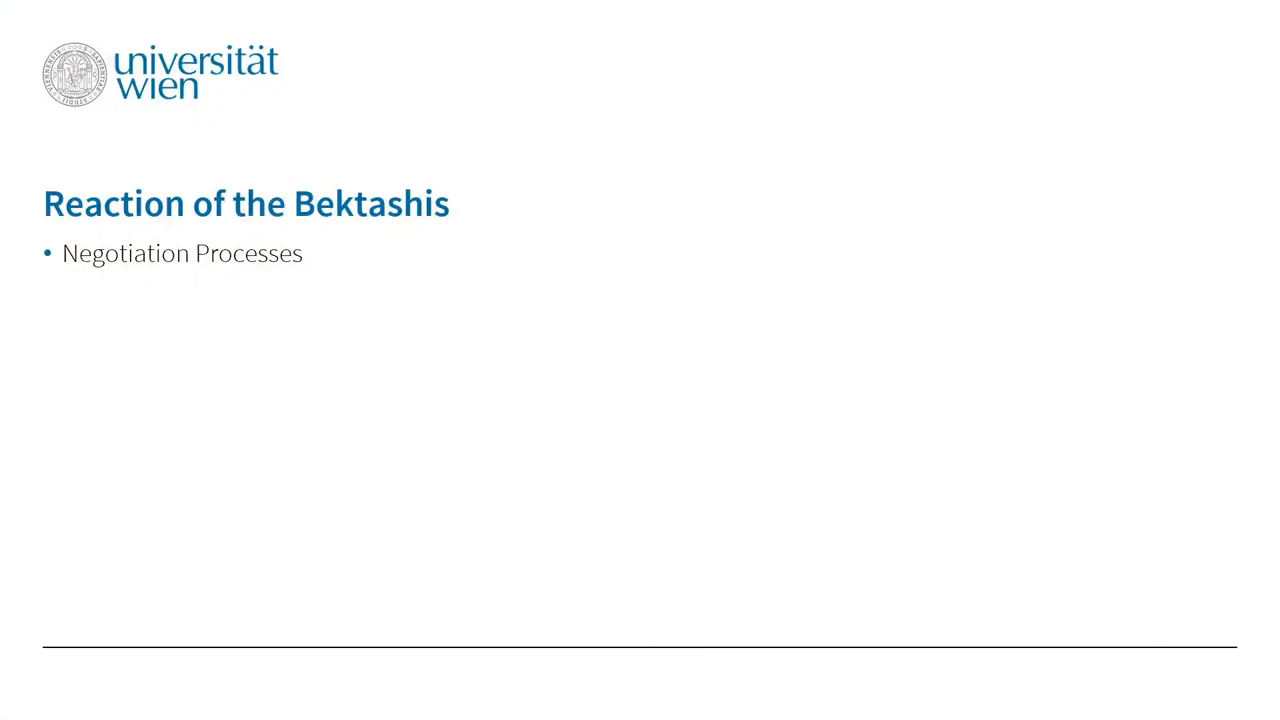 universität
wien
Reaction of the Bektashis
• Negotiation Processes